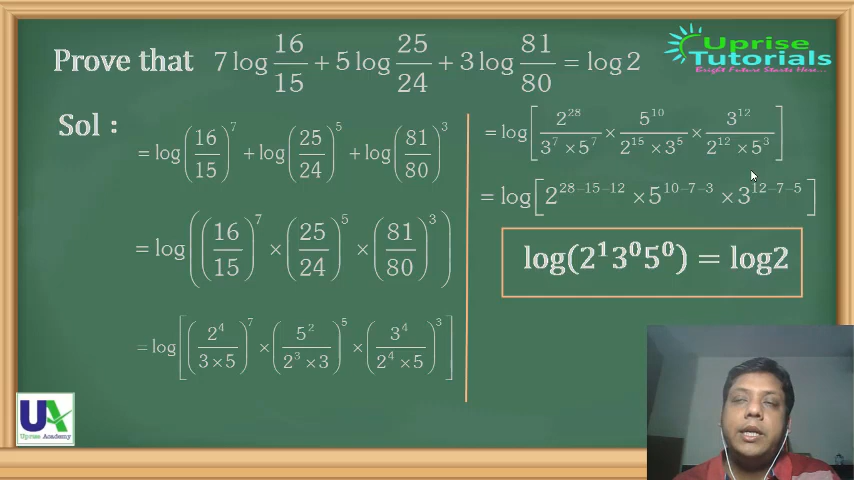 Prove that 7 log 16/15 + 5 log 25/24 + 3 log 81/80 = log 2
Uprise
Tutorials
Bright Future Starts Here...
Sol :
= log(16/15)^7 + log(25/24)^5 + log(81/80)^3
= log((16/15)^7 × (25/24)^5 × (81/80)^3)
= log[(2^4/3×5)^7 × (5^2/2^3×3)^5 × (3^4/2^4×5)^3]
= log[2^28/3^7×5^7 × 5^10/2^15×3^5 × 3^12/2^12×5^3]
= log[2^28-15-12 × 5^10-7-3 × 3^12-7-5]
log(2^1 3^0 5^0) = log2
UA
Uprise Academy